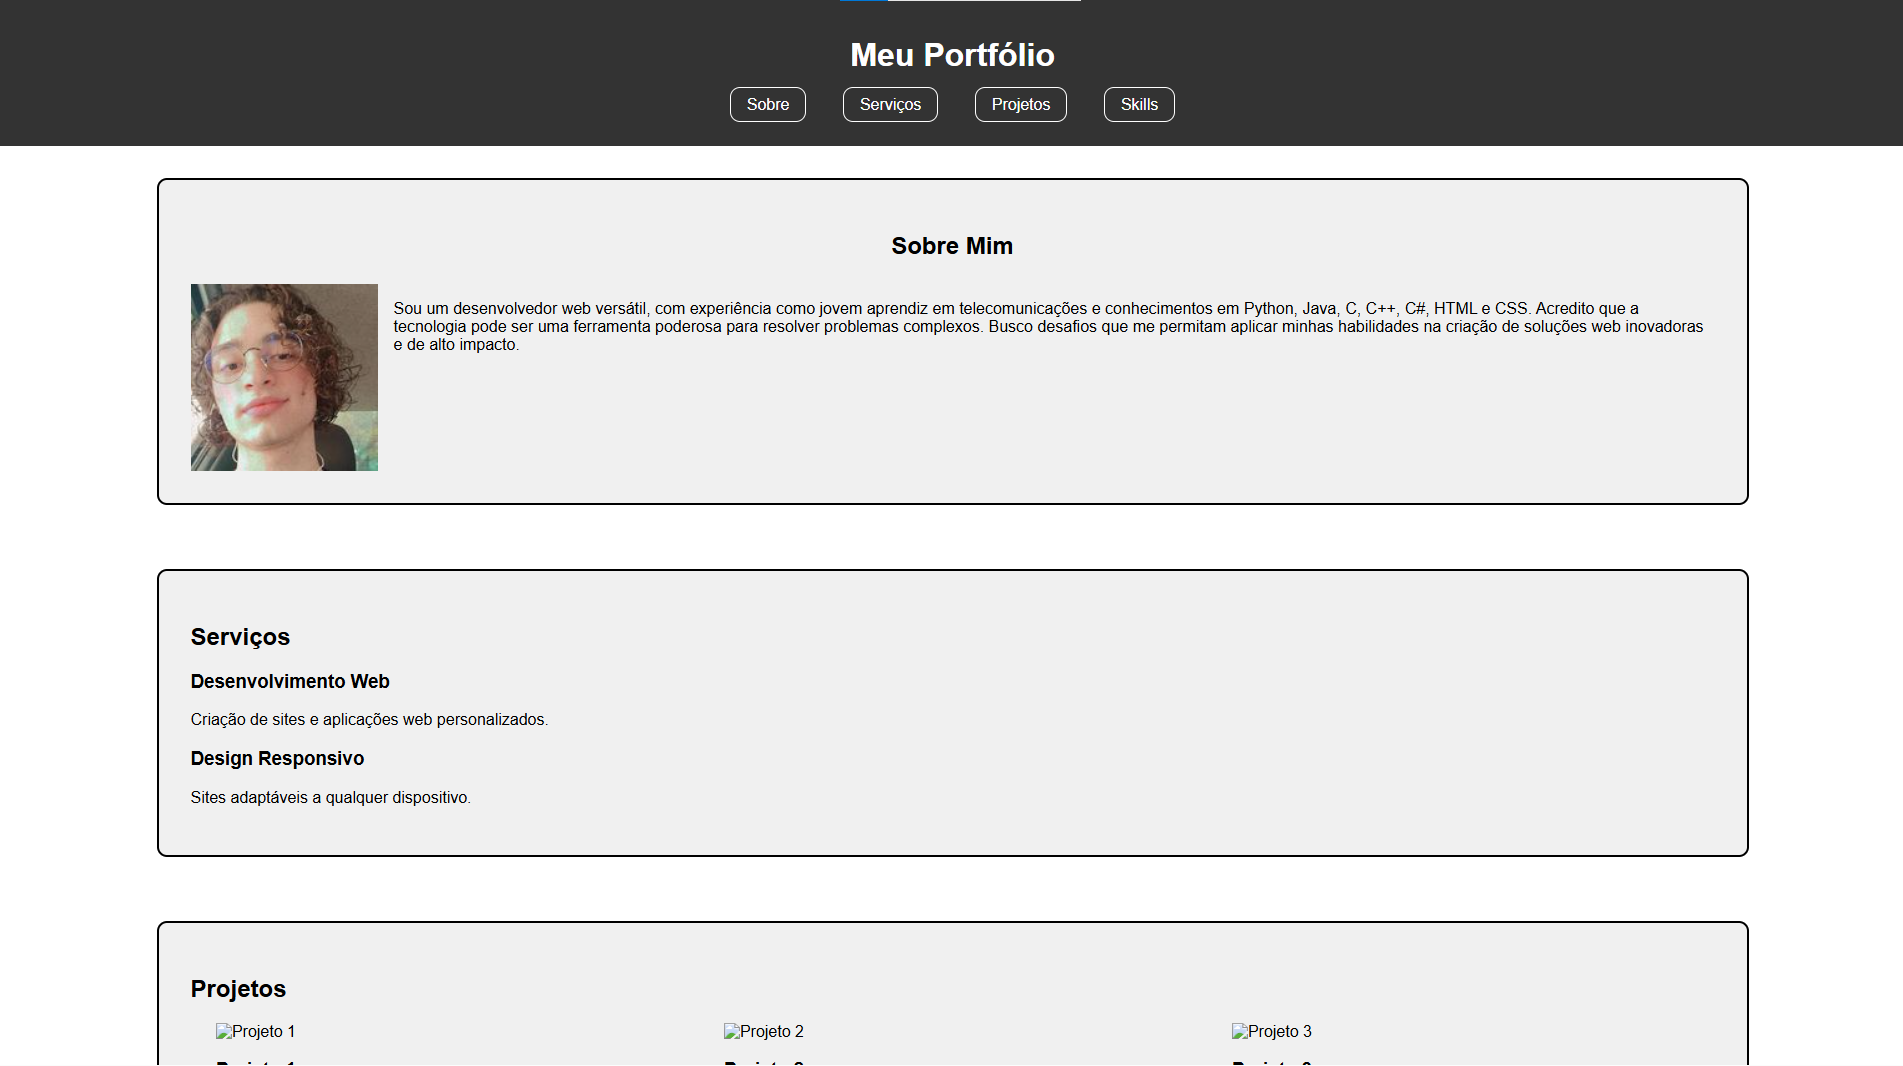 Meu Portfólio
Sobre
Serviços
Projetos
Skills
Sobre Mim
Sou um desenvolvedor web versátil, com experiência como jovem aprendiz em telecomunicações e conhecimentos em Python, Java, C, C++, C#, HTML e CSS. Acredito que a
tecnologia pode ser uma ferramenta poderosa para resolver problemas complexos. Busco desafios que me permitam aplicar minhas habilidades na criação de soluções web inovadoras
e de alto impacto.
Serviços
Desenvolvimento Web
Criação de sites e aplicações web personalizados.
Design Responsivo
Sites adaptáveis a qualquer dispositivo.
Projetos
Projeto 1
Projeto 2
Projeto 3